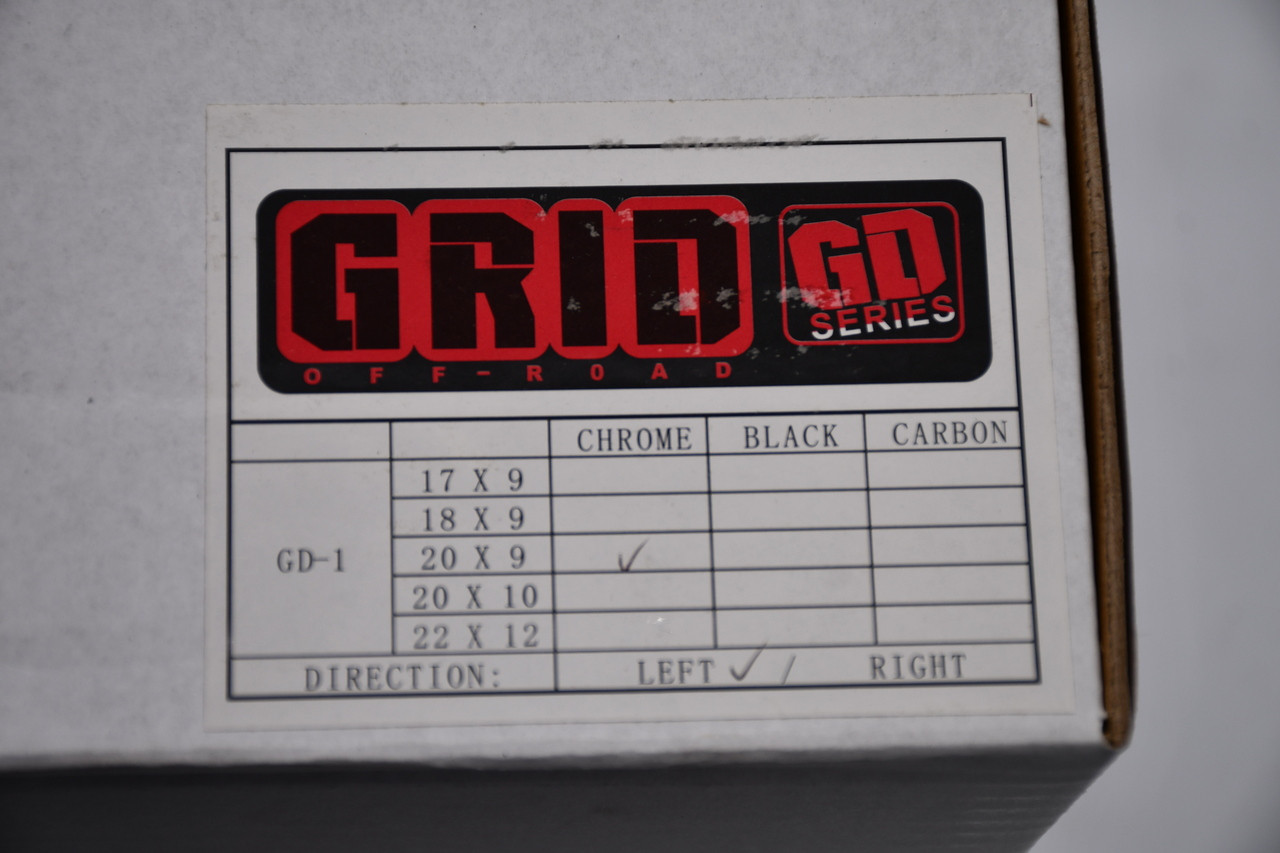 GRID
OFF-ROAD
GD
SERIES
CHROME BLACK CARBON
17 X 9
18 X 9
GD-1 20 X 9 ✓
20 X 10
22 X 12
DIRECTION: LEFT ✓ / RIGHT